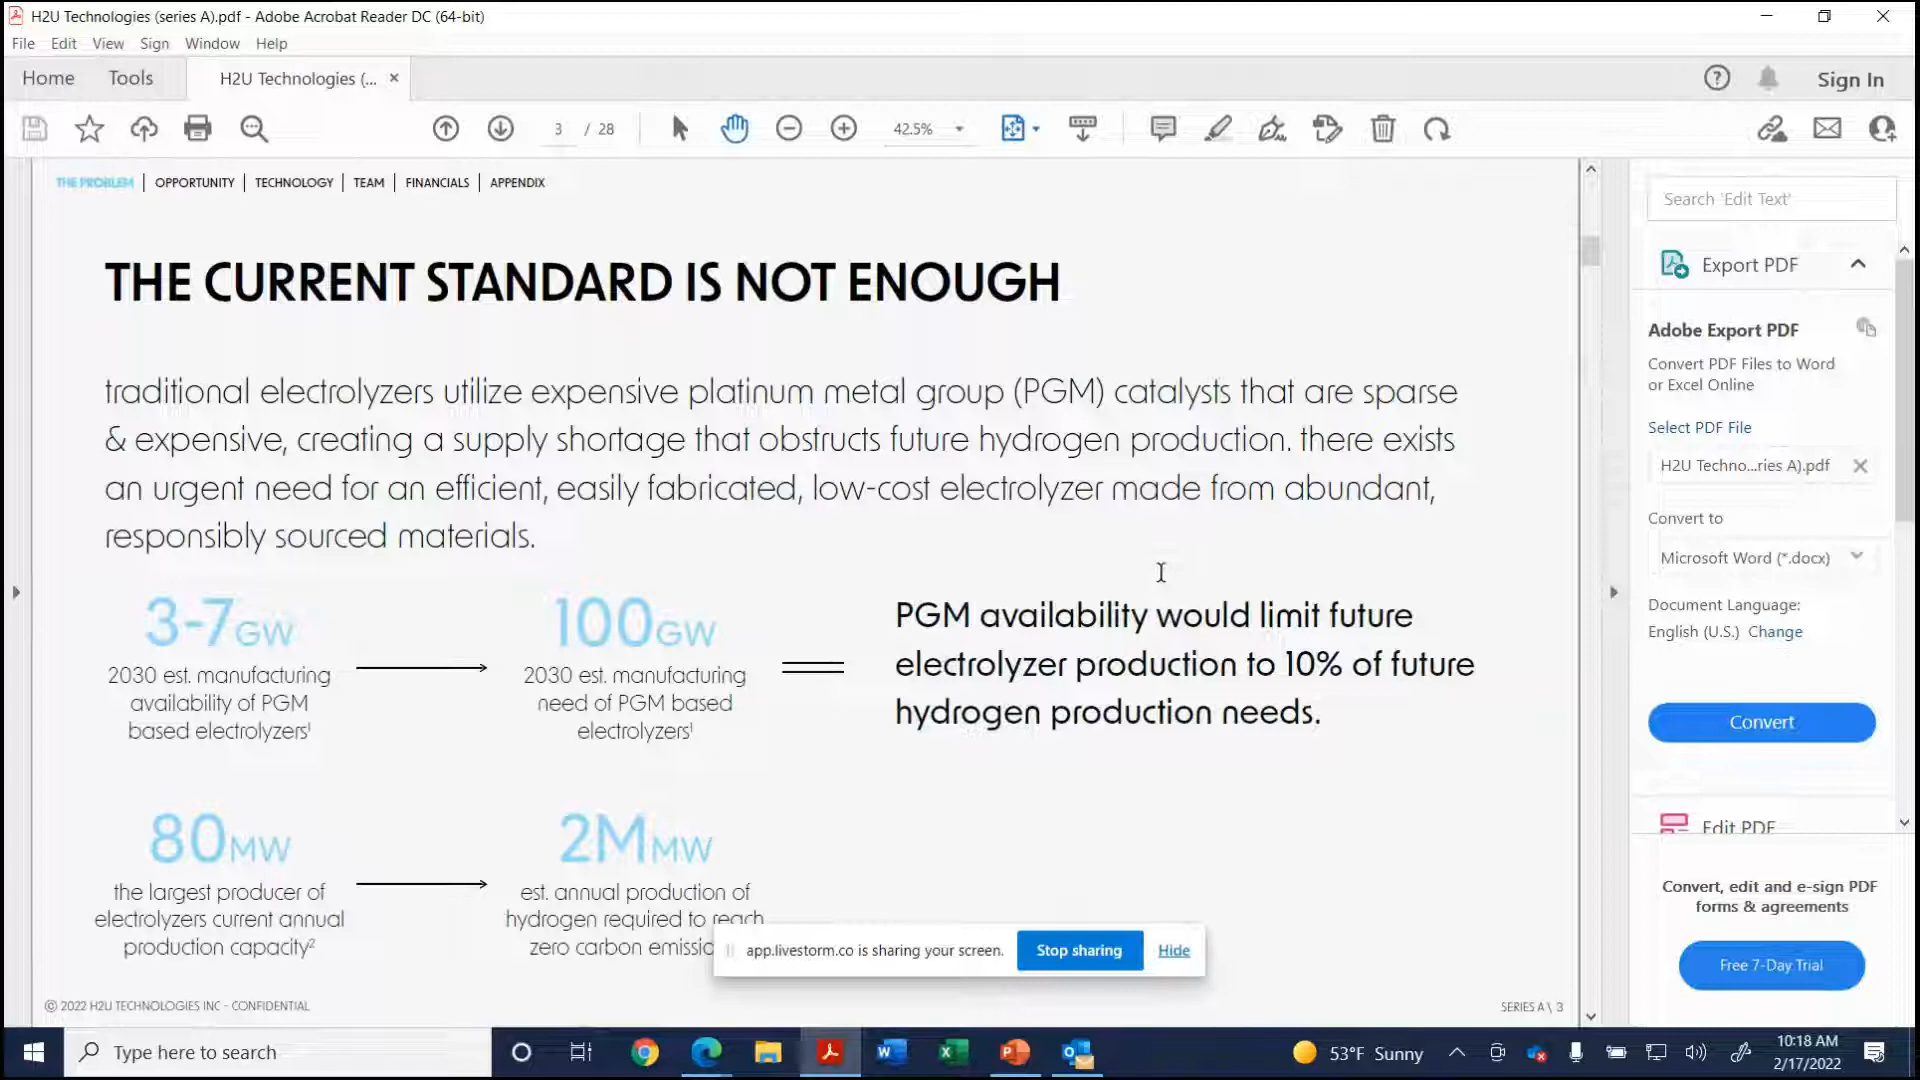 H2U Technologies (series A).pdf - Adobe Acrobat Reader DC (64-bit)
File Edit View Sign Window Help
Home Tools H2U Technologies (... ×
Sign In
3 / 28
42.5%
THE PROBLEM | OPPORTUNITY | TECHNOLOGY | TEAM | FINANCIALS | APPENDIX
THE CURRENT STANDARD IS NOT ENOUGH
traditional electrolyzers utilize expensive platinum metal group (PGM) catalysts that are sparse
& expensive, creating a supply shortage that obstructs future hydrogen production. there exists
an urgent need for an efficient, easily fabricated, low-cost electrolyzer made from abundant,
responsibly sourced materials.
3-7GW
2030 est. manufacturing
availability of PGM
based electrolyzers¹
100GW
2030 est. manufacturing
need of PGM based
electrolyzers¹
PGM availability would limit future
electrolyzer production to 10% of future
hydrogen production needs.
80MW
the largest producer of
electrolyzers current annual
production capacity²
2MMW
est. annual production of
hydrogen required to reach
zero carbon emissio
© 2022 H2U TECHNOLOGIES INC - CONFIDENTIAL
SERIES A \ 3
app.livestorm.co is sharing your screen. Stop sharing Hide
Search 'Edit Text'
Export PDF
Adobe Export PDF
Convert PDF Files to Word
or Excel Online
Select PDF File
H2U Techno...ries A).pdf
Convert to
Microsoft Word (*.docx)
Document Language:
English (U.S.) Change
Convert
Edit PDF
Convert, edit and e-sign PDF
forms & agreements
Free 7-Day Trial
Type here to search
53°F Sunny
10:18 AM
2/17/2022